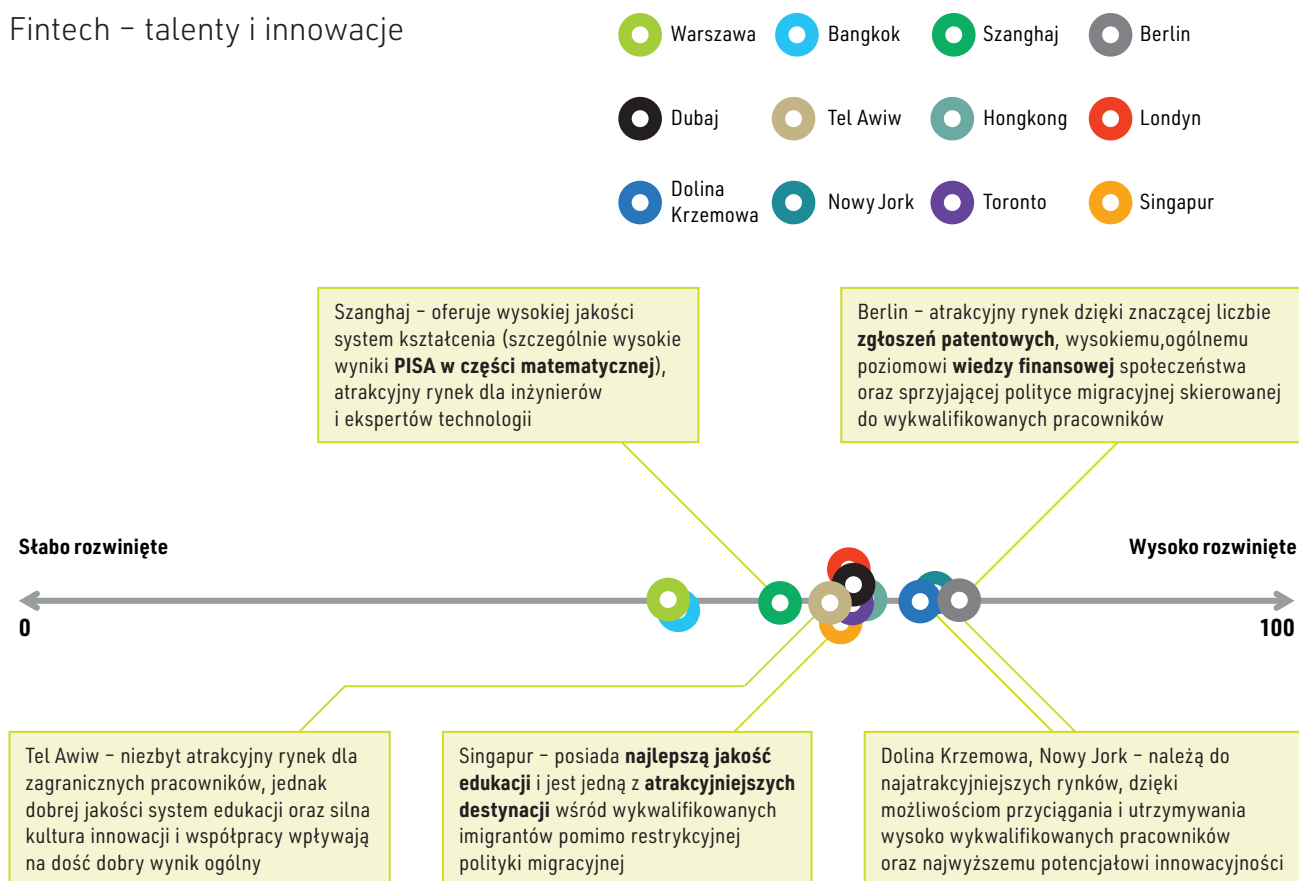 Fintech – talenty i innowacje
Warszawa
Bangkok
Szanghaj
Berlin
Dubaj
Tel Awiw
Hongkong
Londyn
Dolina
Krzemowa
Nowy Jork
Toronto
Singapur
Szanghaj – oferuje wysokiej jakości
system kształcenia (szczególnie wysokie
wyniki PISA w części matematycznej),
atrakcyjny rynek dla inżynierów
i ekspertów technologii
Berlin – atrakcyjny rynek dzięki znaczącej liczbie
zgłoszeń patentowych, wysokiemu,ogólnemu
poziomowi wiedzy finansowej społeczeństwa
oraz sprzyjającej polityce migracyjnej skierowanej
do wykwalifikowanych pracowników
Słabo rozwinięte
Wysoko rozwinięte
0
100
Tel Awiw – niezbyt atrakcyjny rynek dla
zagranicznych pracowników, jednak
dobrej jakości system edukacji oraz silna
kultura innowacji i współpracy wpływają
na dość dobry wynik ogólny
Singapur – posiada najlepszą jakość
edukacji i jest jedną z atrakcyjniejszych
destynacji wśród wykwalifikowanych
imigrantów pomimo restrykcyjnej
polityki migracyjnej
Dolina Krzemowa, Nowy Jork – należą do
najatrakcyjniejszych rynków, dzięki
możliwościom przyciągania i utrzymywania
wysoko wykwalifikowanych pracowników
oraz najwyższemu potencjałowi innowacyjności